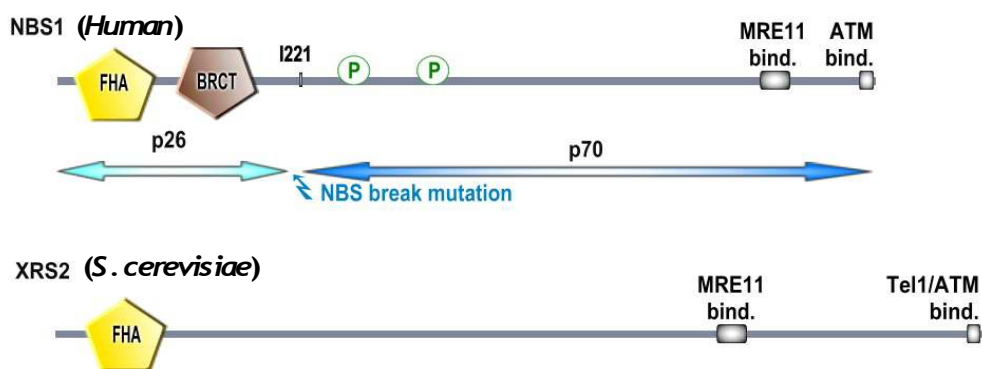 NBS1 (Human)
MRE11 bind.
ATM bind.
I221
P
P
FHA
BRCT
p26
p70
NBS break mutation
XRS2 (S. cerevisiae)
MRE11 bind.
Tel1/ATM bind.
FHA